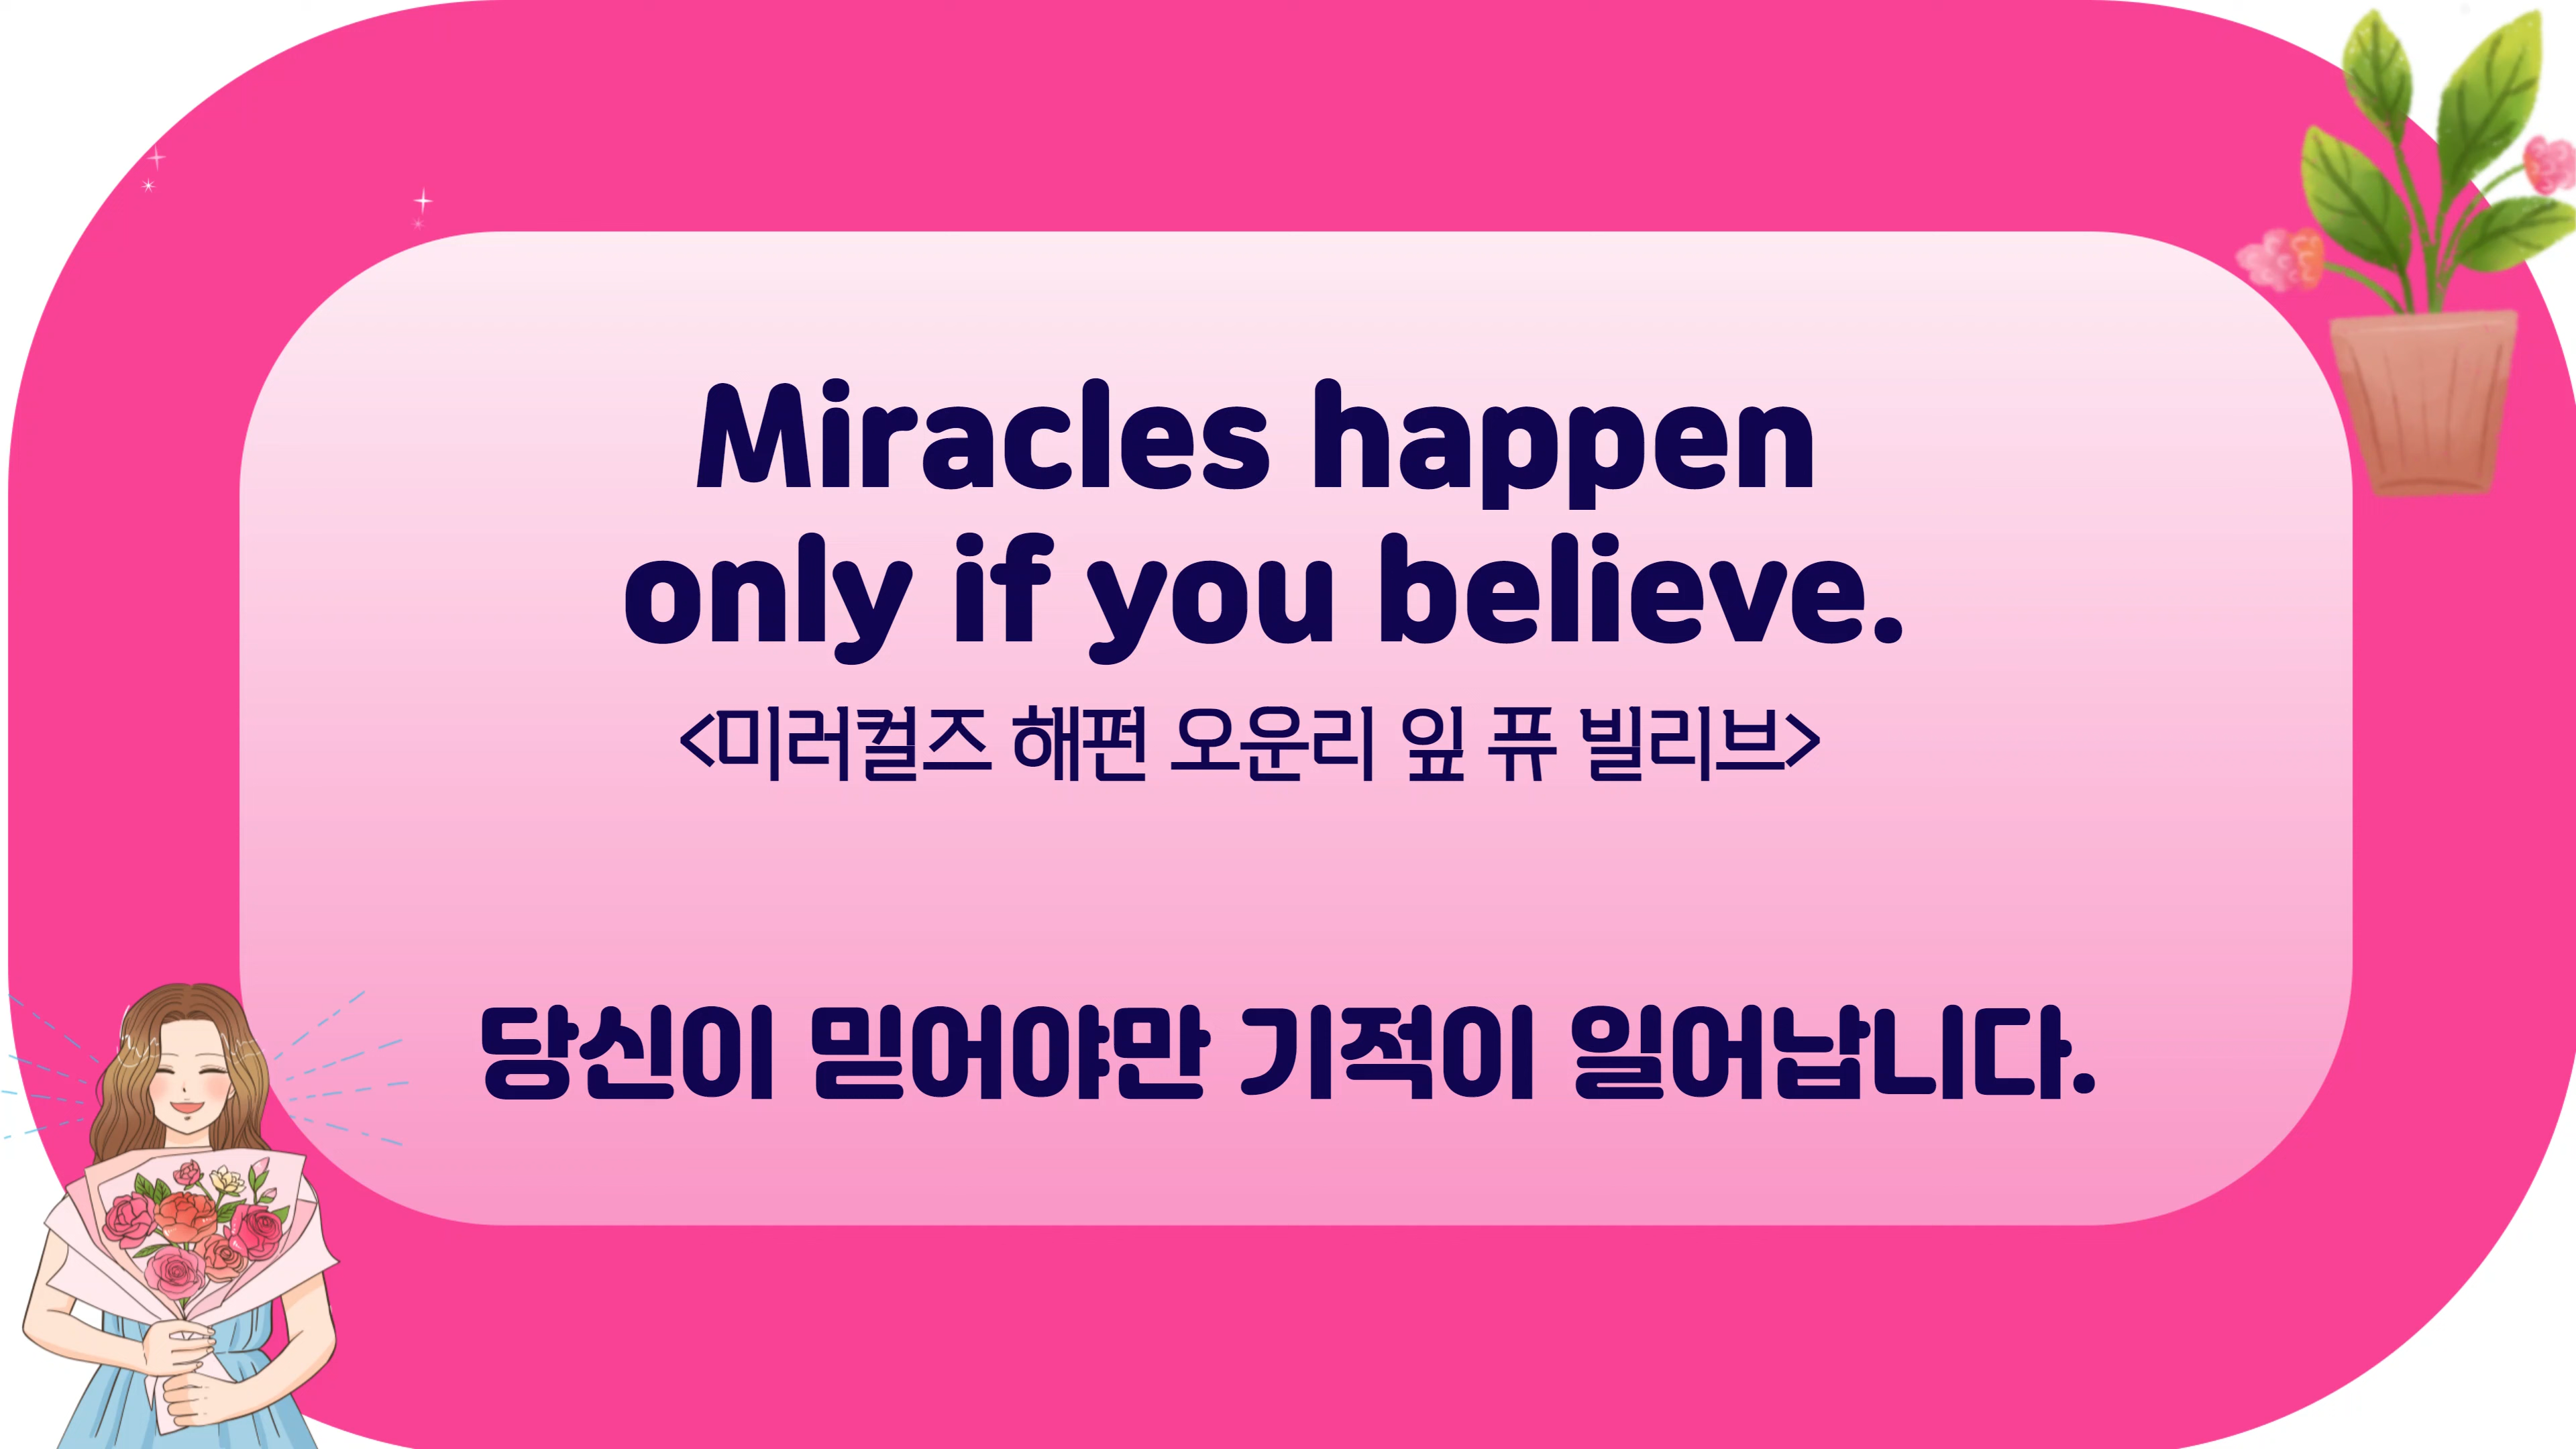 Miracles happen
only if you believe.
<미러컬즈 해펀 오운리 잎 퓨 빌리브>
당신이 믿어야만 기적이 일어납니다.